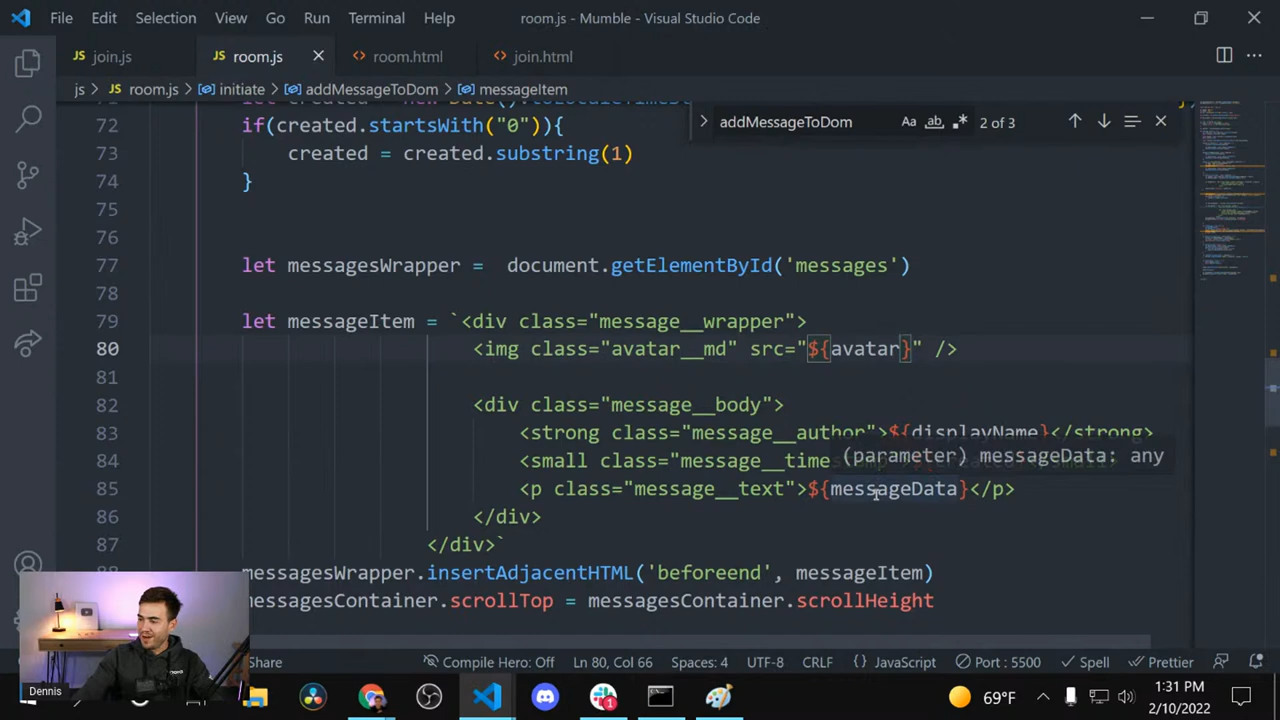 File Edit Selection View Go Run Terminal Help room.js - Mumble - Visual Studio Code
JS join.js JS room.js <> room.html <> join.html
js > JS room.js > initiate > addMessageToDom > messageItem
addMessageToDom Aa ab 2 of 3
72 if(created.startsWith("0")){
73 created = created.substring(1)
74 }
75
76
77 let messagesWrapper = document.getElementById('messages')
78
79 let messageItem = `<div class="message__wrapper">
80 <img class="avatar__md" src="${avatar}" />
81
82 <div class="message__body">
83 <strong class="message__author">${displayName}</strong>
84 <small class="message__time
(parameter) messageData: any
85 <p class="message__text">${messageData}</p>
86 </div>
87 </div>`
messagesWrapper.insertAdjacentHTML('beforeend', messageItem)
messagesContainer.scrollTop = messagesContainer.scrollHeight
Share Compile Hero: Off Ln 80, Col 66 Spaces: 4 UTF-8 CRLF {} JavaScript Port : 5500 Spell Prettier
Dennis
1
69°F
1:31 PM
2/10/2022